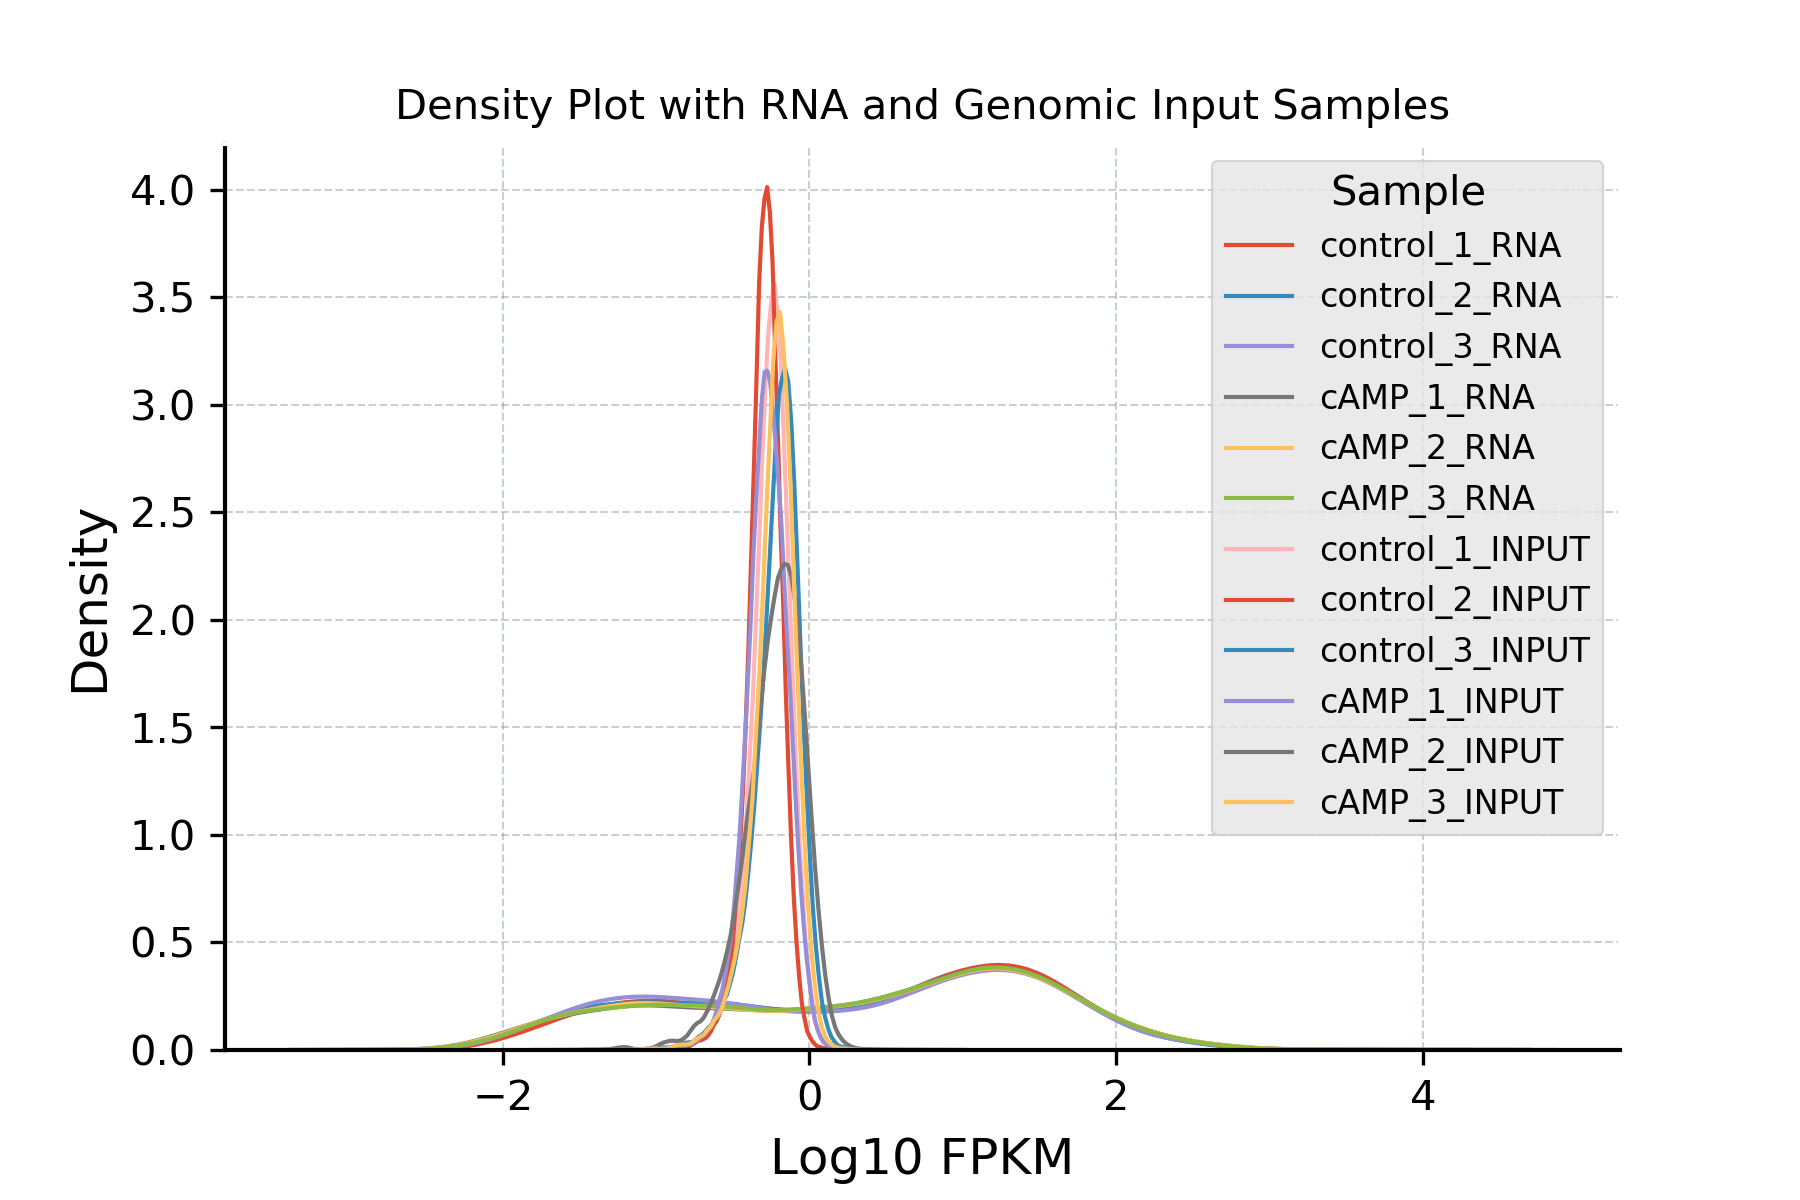 Density Plot with RNA and Genomic Input Samples
4.0
3.5
3.0
2.5
2.0
1.5
1.0
0.5
0.0
Density
Sample
control_1_RNA
control_2_RNA
control_3_RNA
cAMP_1_RNA
cAMP_2_RNA
cAMP_3_RNA
control_1_INPUT
control_2_INPUT
control_3_INPUT
cAMP_1_INPUT
cAMP_2_INPUT
cAMP_3_INPUT
−2 0 2 4
Log10 FPKM